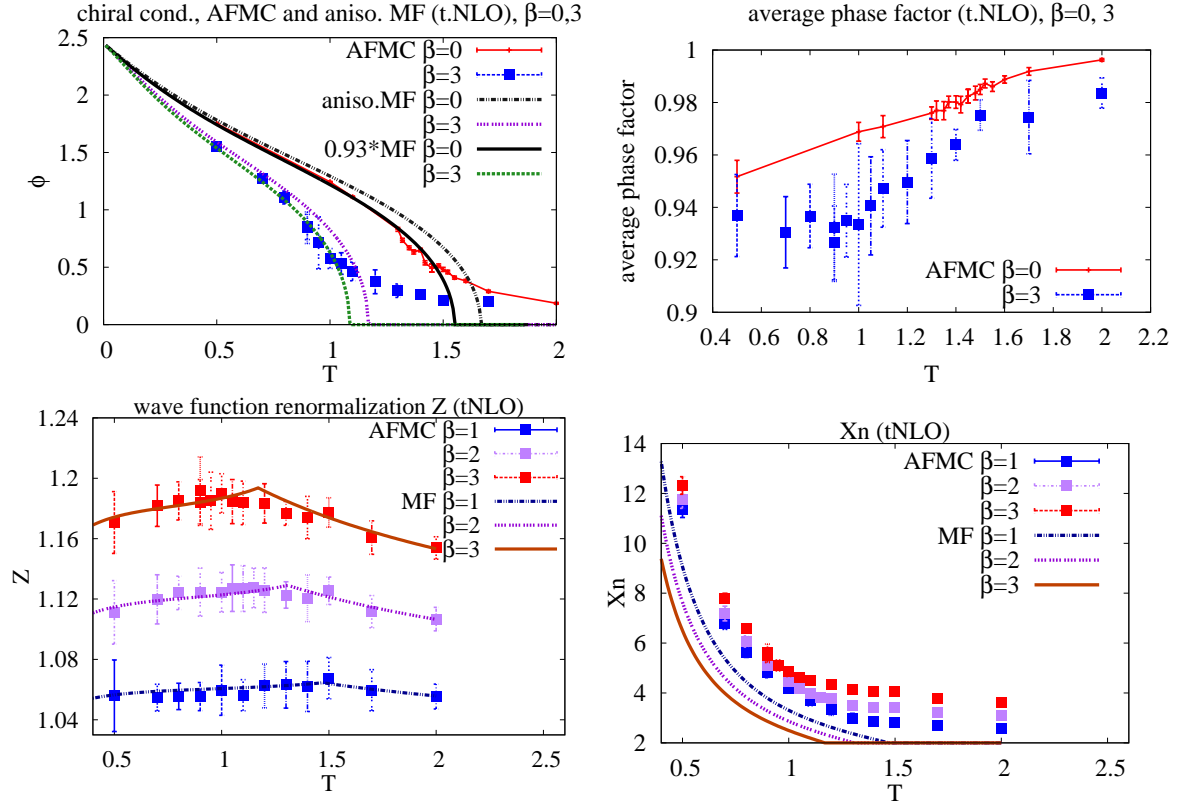 chiral cond., AFMC and aniso. MF (t.NLO), β=0,3
2.5
2
1.5
1
0.5
0
ϕ
0
0.5
1
1.5
2
T
AFMC β=0
β=3
aniso.MF β=0
β=3
0.93*MF β=0
β=3
average phase factor (t.NLO), β=0, 3
1
0.98
0.96
0.94
0.92
0.9
average phase factor
0.4
0.6
0.8
1
1.2
1.4
1.6
1.8
2
2.2
T
AFMC β=0
β=3
wave function renormalization Z (tNLO)
1.24
1.2
1.16
1.12
1.08
1.04
Z
0.5
1
1.5
2
2.5
T
AFMC β=1
β=2
β=3
MF β=1
β=2
β=3
Xn (tNLO)
14
12
10
8
6
4
2
Xn
0.5
1
1.5
2
2.5
T
AFMC β=1
β=2
β=3
MF β=1
β=2
β=3